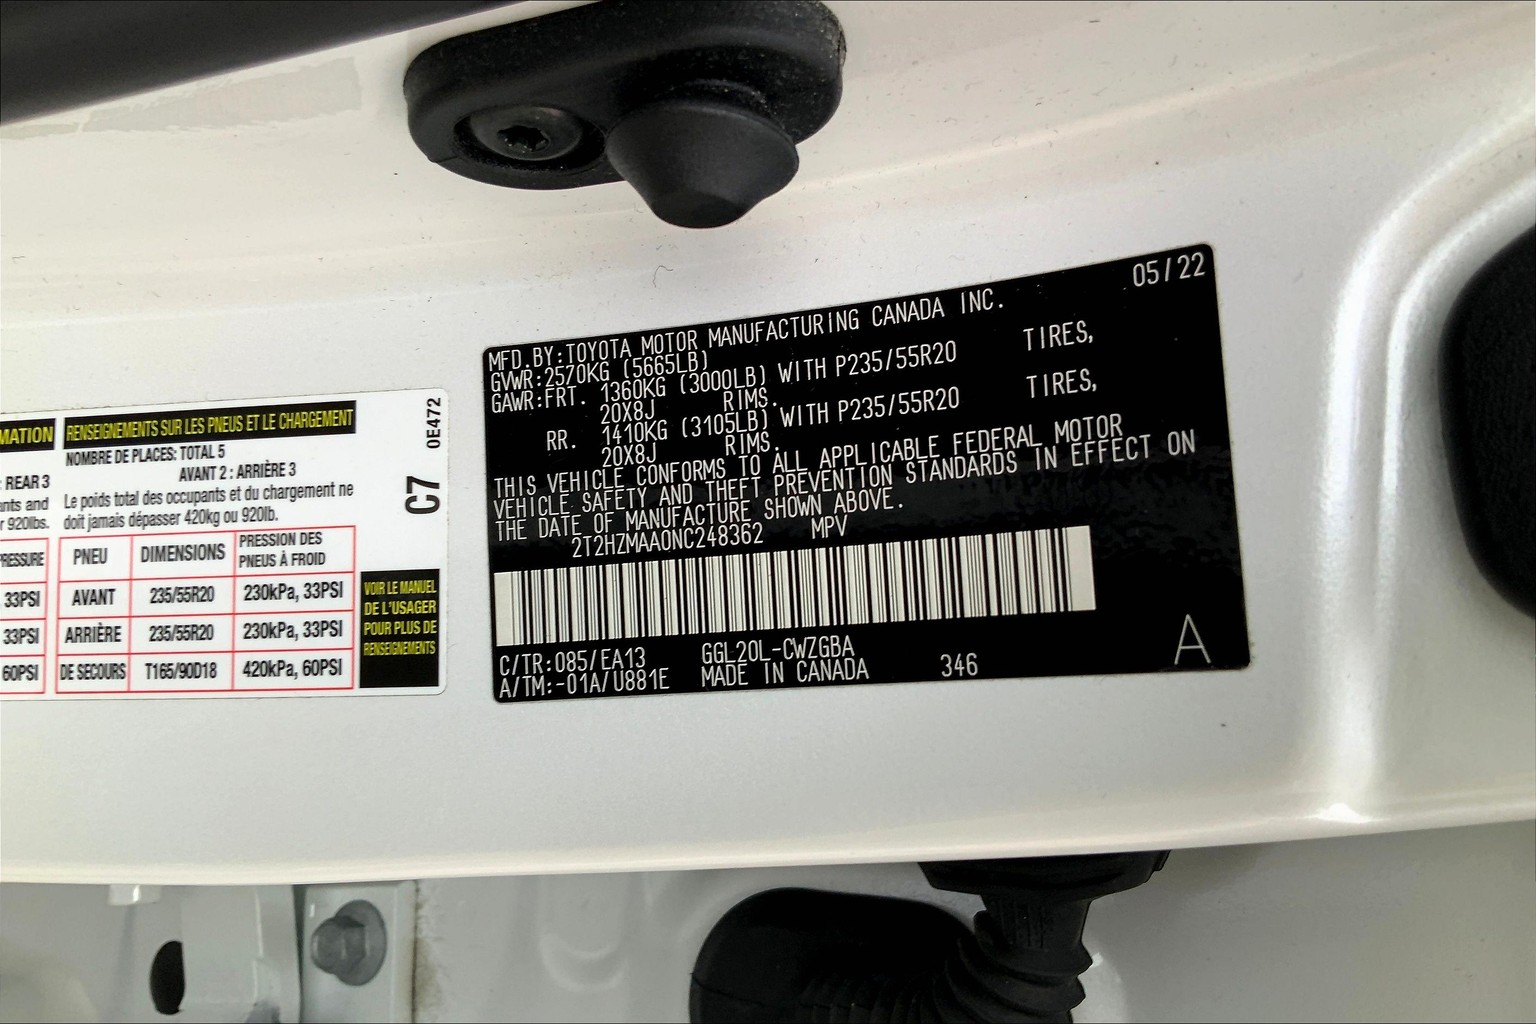 MATION
: REAR 3
ants and
r 920lbs.
RESSURE
33PSI
33PSI
60PSI
RENSEIGNEMENTS SUR LES PNEUS ET LE CHARGEMENT
NOMBRE DE PLACES: TOTAL 5
AVANT 2 : ARRIÈRE 3
Le poids total des occupants et du chargement ne
doit jamais dépasser 420kg ou 920lb.
PNEU DIMENSIONS PRESSION DES PNEUS À FROID
AVANT 235/55R20 230kPa, 33PSI
ARRIÈRE 235/55R20 230kPa, 33PSI
DE SECOURS T165/90D18 420kPa, 60PSI
C7 0E472
VOIR LE MANUEL
DE L'USAGER
POUR PLUS DE
RENSEIGNEMENTS
05/22
MFD.BY:TOYOTA MOTOR MANUFACTURING CANADA INC.
GVWR:2570KG (5665LB)
GAWR:FRT. 1360KG (3000LB) WITH P235/55R20 TIRES,
20X8J RIMS.
RR. 1410KG (3105LB) WITH P235/55R20 TIRES,
20X8J RIMS.
THIS VEHICLE CONFORMS TO ALL APPLICABLE FEDERAL MOTOR
VEHICLE SAFETY AND THEFT PREVENTION STANDARDS IN EFFECT ON
THE DATE OF MANUFACTURE SHOWN ABOVE.
2T2HZMAA0NC248362 MPV
C/TR:085/EA13 GGL20L-CWZGBA
A/TM:-01A/U881E MADE IN CANADA 346
A